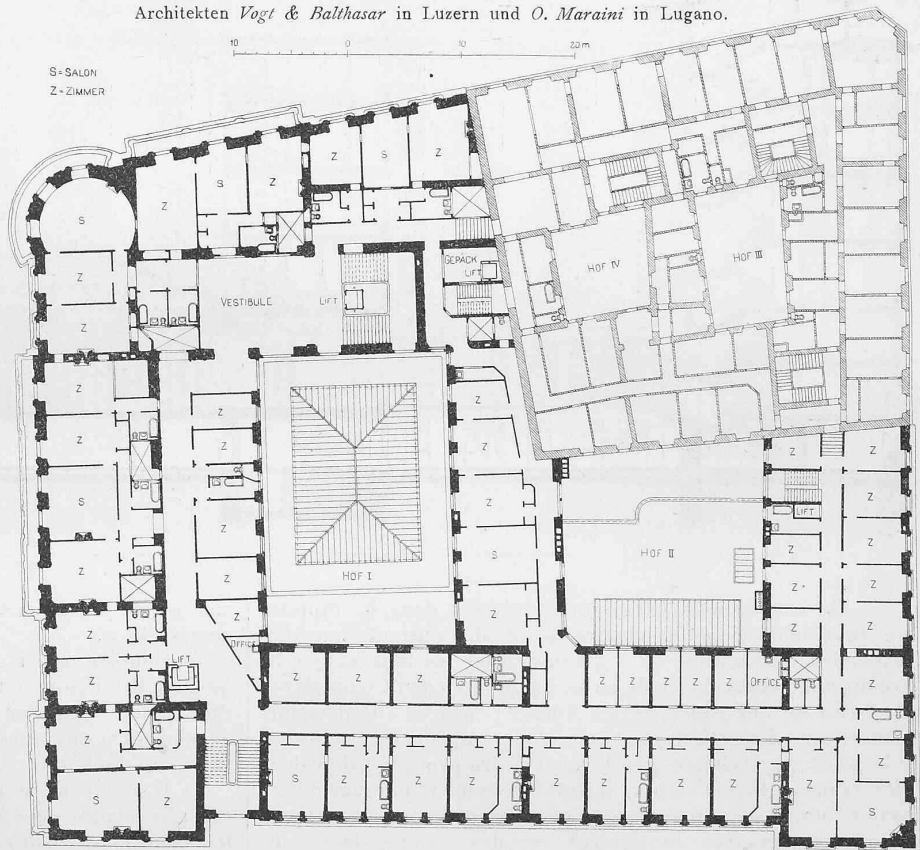 Architekten Vogt & Balthasar in Luzern und O. Maraini in Lugano.
10 0 10 20 m
S = SALON
Z = ZIMMER
Z S Z
Z S Z
S
Z
Z
VESTIBULE
LIFT
GEPÄCK
LIFT
HOF IV
HOF III
Z
Z
S
Z
Z
Z
Z
Z
Z
HOF I
Z
Z
Z
S
HOF II
Z Z
Z
LIFT
Z Z
Z Z
Z
Z
Z
LIFT
OFFICE
Z Z Z
Z Z Z Z
OFFICE
Z
S Z
S Z Z Z Z Z Z Z
Z S